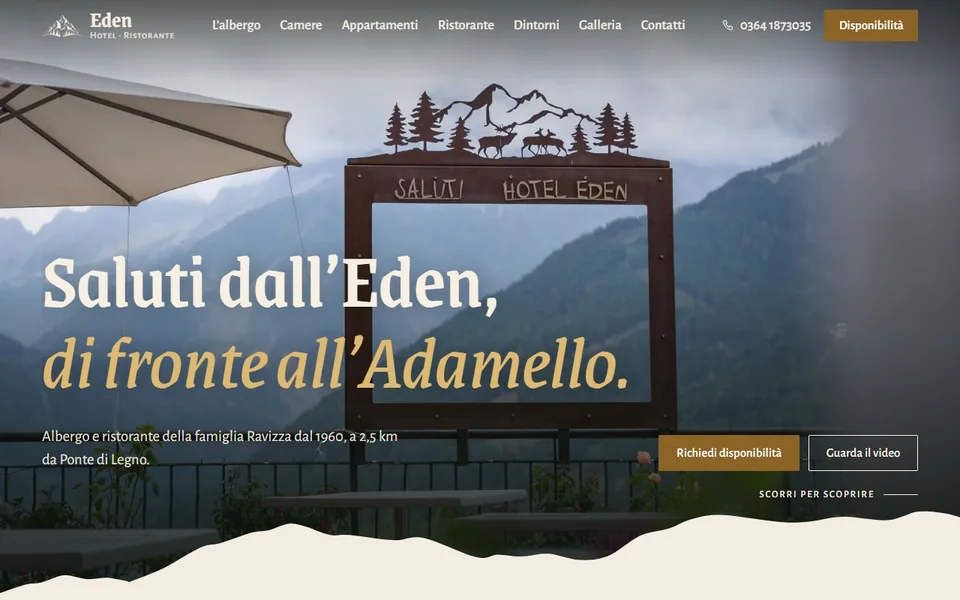 Eden
HOTEL - RISTORANTE
L'albergo Camere Appartamenti Ristorante Dintorni Galleria Contatti
0364 1873035
Disponibilità
SALUTI HOTEL EDEN
Saluti dall’Eden,
di fronte all’Adamello.
Albergo e ristorante della famiglia Ravizza dal 1960, a 2,5 km
da Ponte di Legno.
Richiedi disponibilità
Guarda il video
SCORRI PER SCOPRIRE